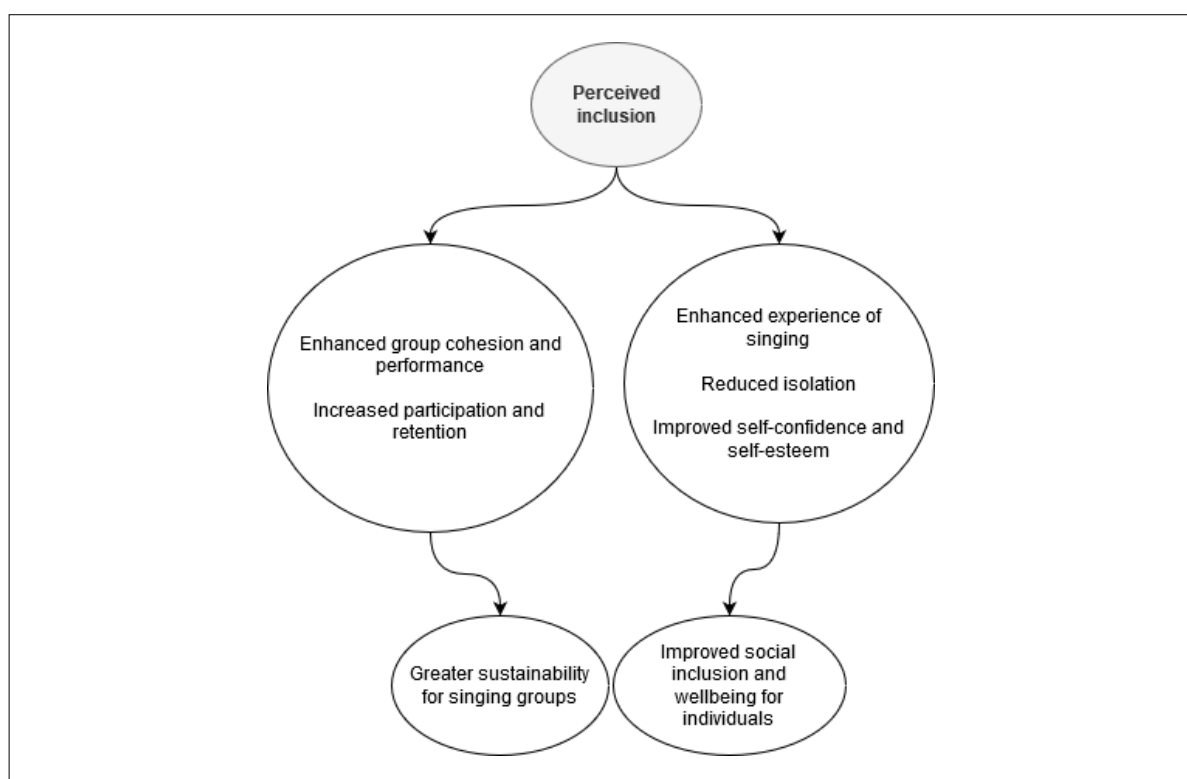 Perceived
inclusion
Enhanced group cohesion and
performance
Increased participation and
retention
Enhanced experience of
singing
Reduced isolation
Improved self-confidence and
self-esteem
Greater sustainability
for singing groups
Improved social
inclusion and
wellbeing for
individuals